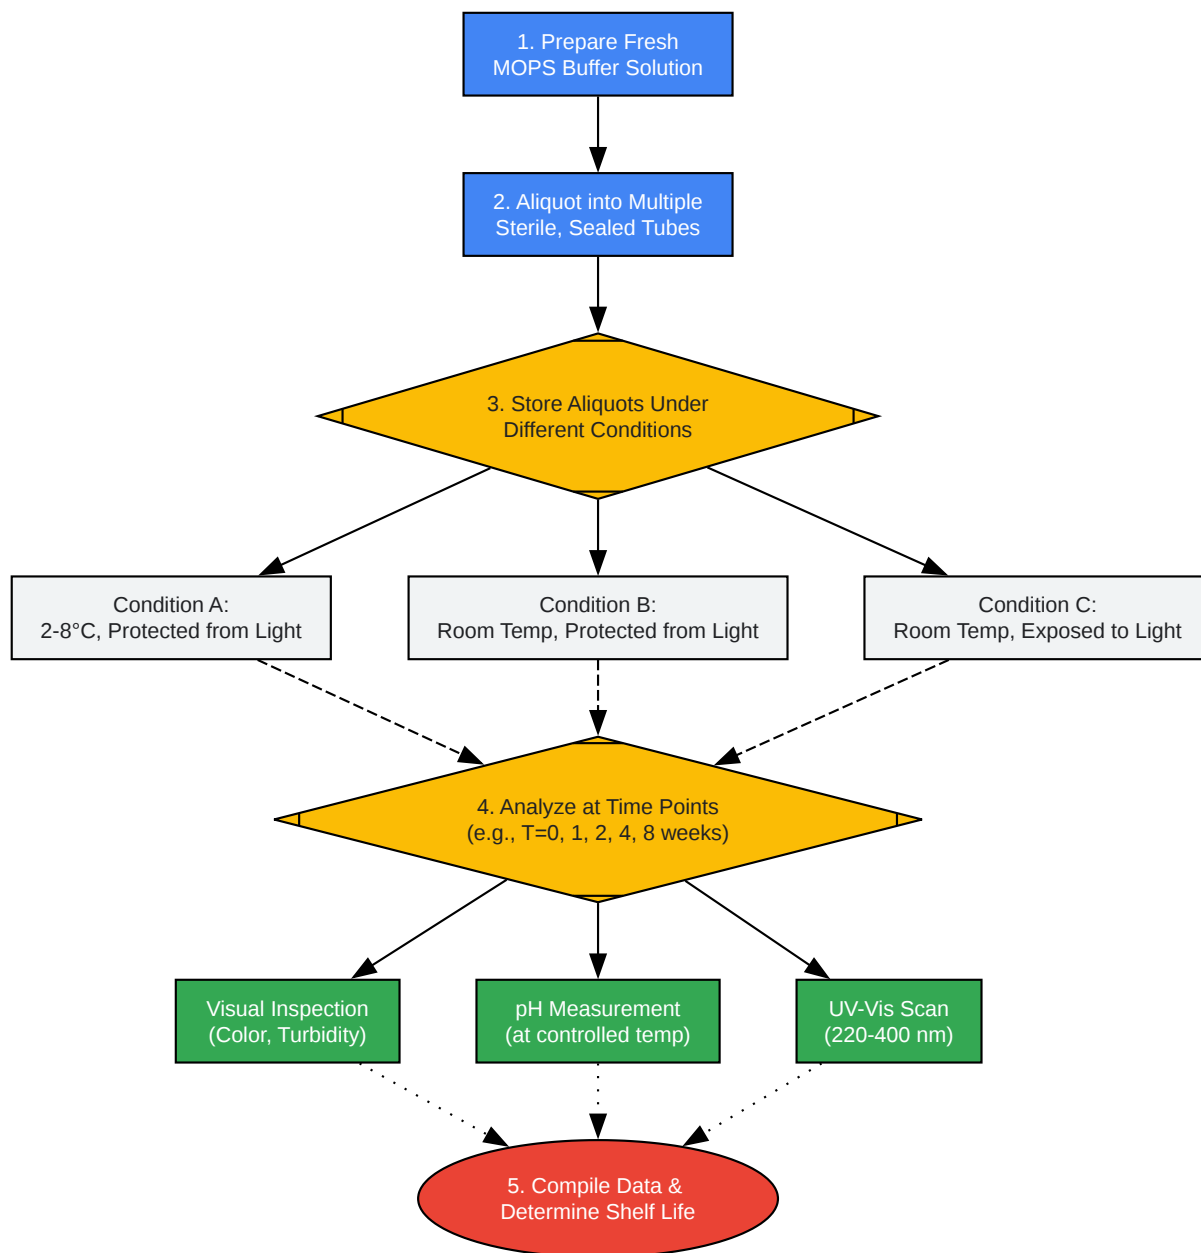 1. Prepare Fresh
MOPS Buffer Solution
2. Aliquot into Multiple
Sterile, Sealed Tubes
3. Store Aliquots Under
Different Conditions
Condition A:
2-8°C, Protected from Light
Condition B:
Room Temp, Protected from Light
Condition C:
Room Temp, Exposed to Light
4. Analyze at Time Points
(e.g., T=0, 1, 2, 4, 8 weeks)
Visual Inspection
(Color, Turbidity)
pH Measurement
(at controlled temp)
UV-Vis Scan
(220-400 nm)
5. Compile Data &
Determine Shelf Life